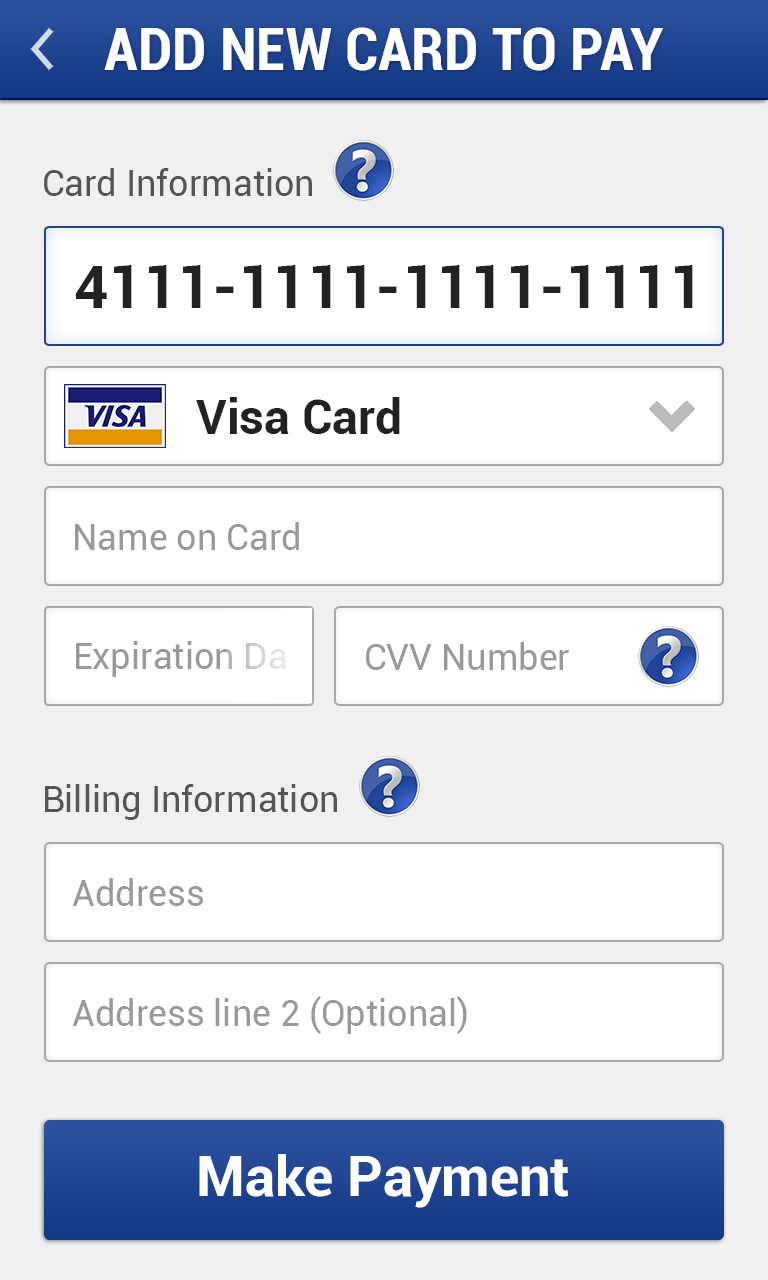 ADD NEW CARD TO PAY
Card Information ?
4111-1111-1111-1111
VISA Visa Card
Name on Card
Expiration Da
CVV Number ?
Billing Information ?
Address
Address line 2 (Optional)
Make Payment